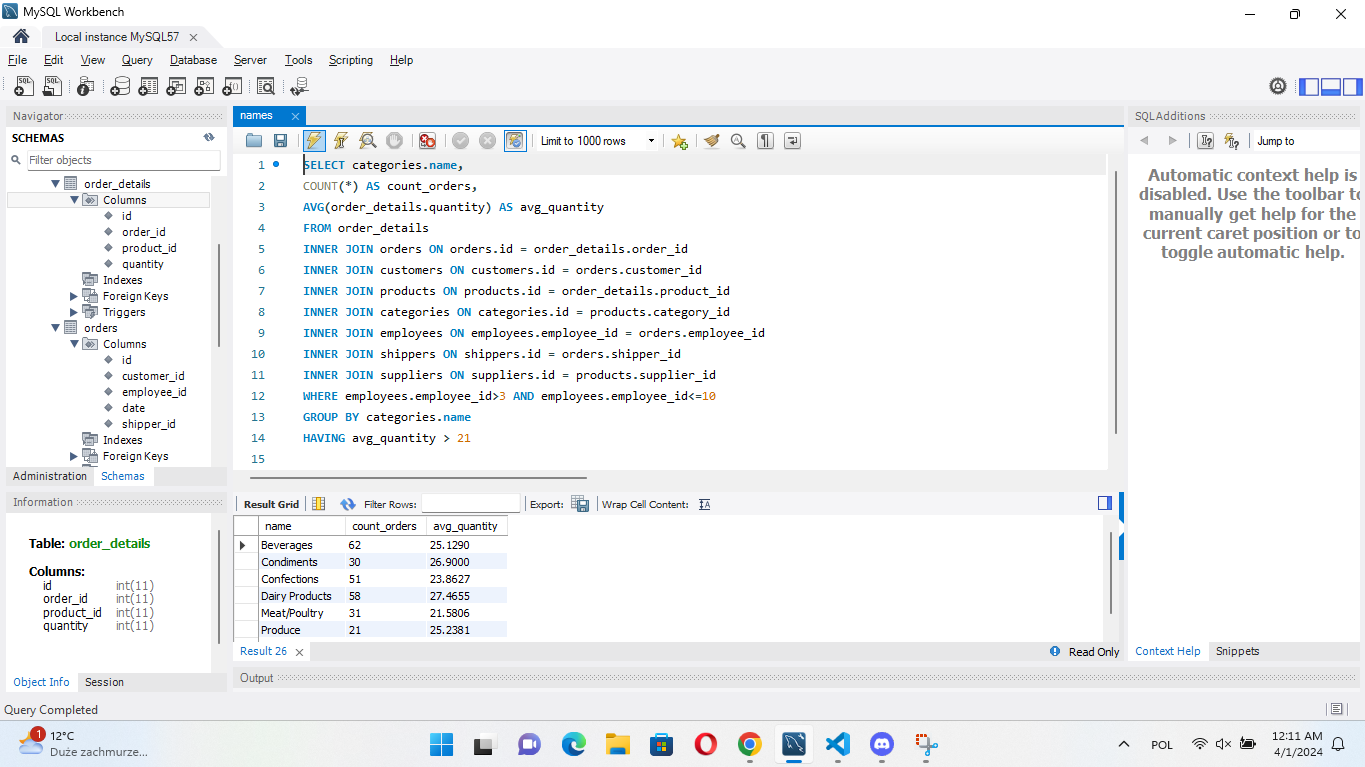 MySQL Workbench
Local instance MySQL57
File Edit View Query Database Server Tools Scripting Help
Navigator
SCHEMAS
Filter objects
order_details
Columns
id
order_id
product_id
quantity
Indexes
Foreign Keys
Triggers
orders
Columns
id
customer_id
employee_id
date
shipper_id
Indexes
Foreign Keys
Administration Schemas
Information
Table: order_details
Columns:
id int(11)
order_id int(11)
product_id int(11)
quantity int(11)
Object Info Session
names
Limit to 1000 rows
1 SELECT categories.name,
2 COUNT(*) AS count_orders,
3 AVG(order_details.quantity) AS avg_quantity
4 FROM order_details
5 INNER JOIN orders ON orders.id = order_details.order_id
6 INNER JOIN customers ON customers.id = orders.customer_id
7 INNER JOIN products ON products.id = order_details.product_id
8 INNER JOIN categories ON categories.id = products.category_id
9 INNER JOIN employees ON employees.employee_id = orders.employee_id
10 INNER JOIN shippers ON shippers.id = orders.shipper_id
11 INNER JOIN suppliers ON suppliers.id = products.supplier_id
12 WHERE employees.employee_id>3 AND employees.employee_id<=10
13 GROUP BY categories.name
14 HAVING avg_quantity > 21
15
Result Grid Filter Rows: Export: Wrap Cell Content:
name count_orders avg_quantity
Beverages 62 25.1290
Condiments 30 26.9000
Confections 51 23.8627
Dairy Products 58 27.4655
Meat/Poultry 31 21.5806
Produce 21 25.2381
Result 26
Read Only
Output
SQLAdditions
Jump to
Automatic context help is
disabled. Use the toolbar to
manually get help for the
current caret position or to
toggle automatic help.
Context Help Snippets
Query Completed
1
12°C
Duże zachmurze...
POL
12:11 AM
4/1/2024